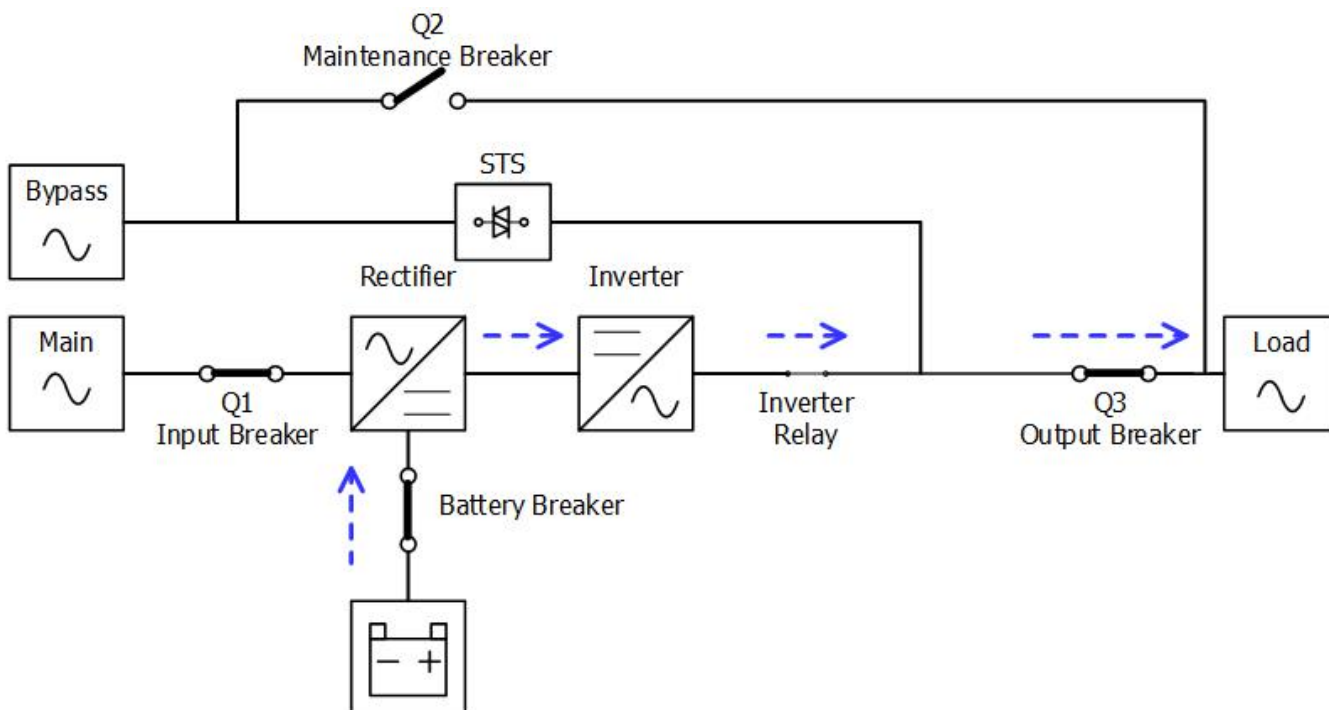 Q2
Maintenance Breaker
STS
Bypass
Rectifier
Inverter
Main
Load
Q1
Input Breaker
Inverter
Relay
Q3
Output Breaker
Battery Breaker
− +